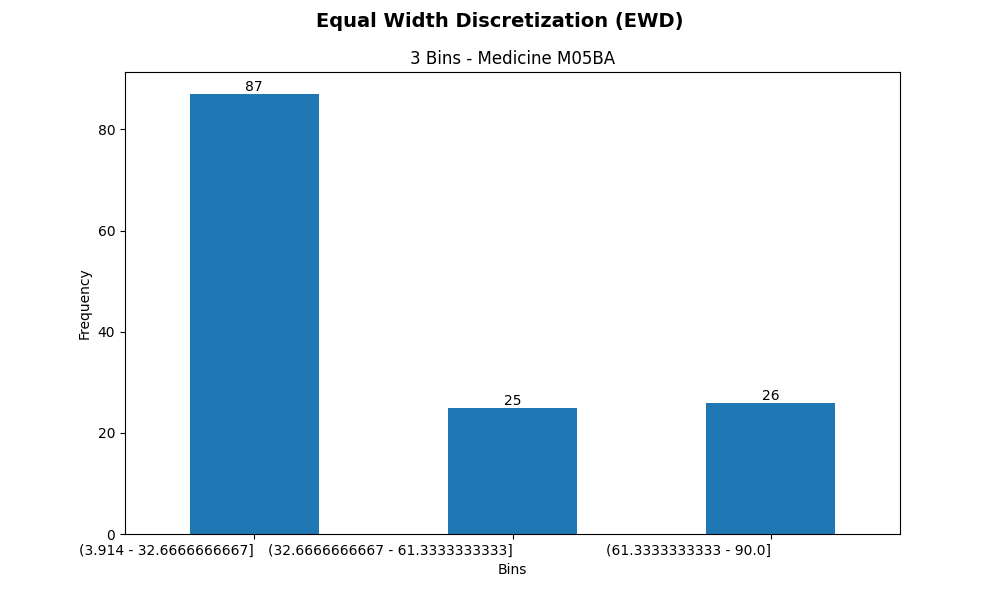 Equal Width Discretization (EWD)
3 Bins - Medicine M05BA
87
80
60
Frequency
40
25
26
20
0
(3.914 - 32.6666666667] (32.6666666667 - 61.3333333333] (61.3333333333 - 90.0]
Bins